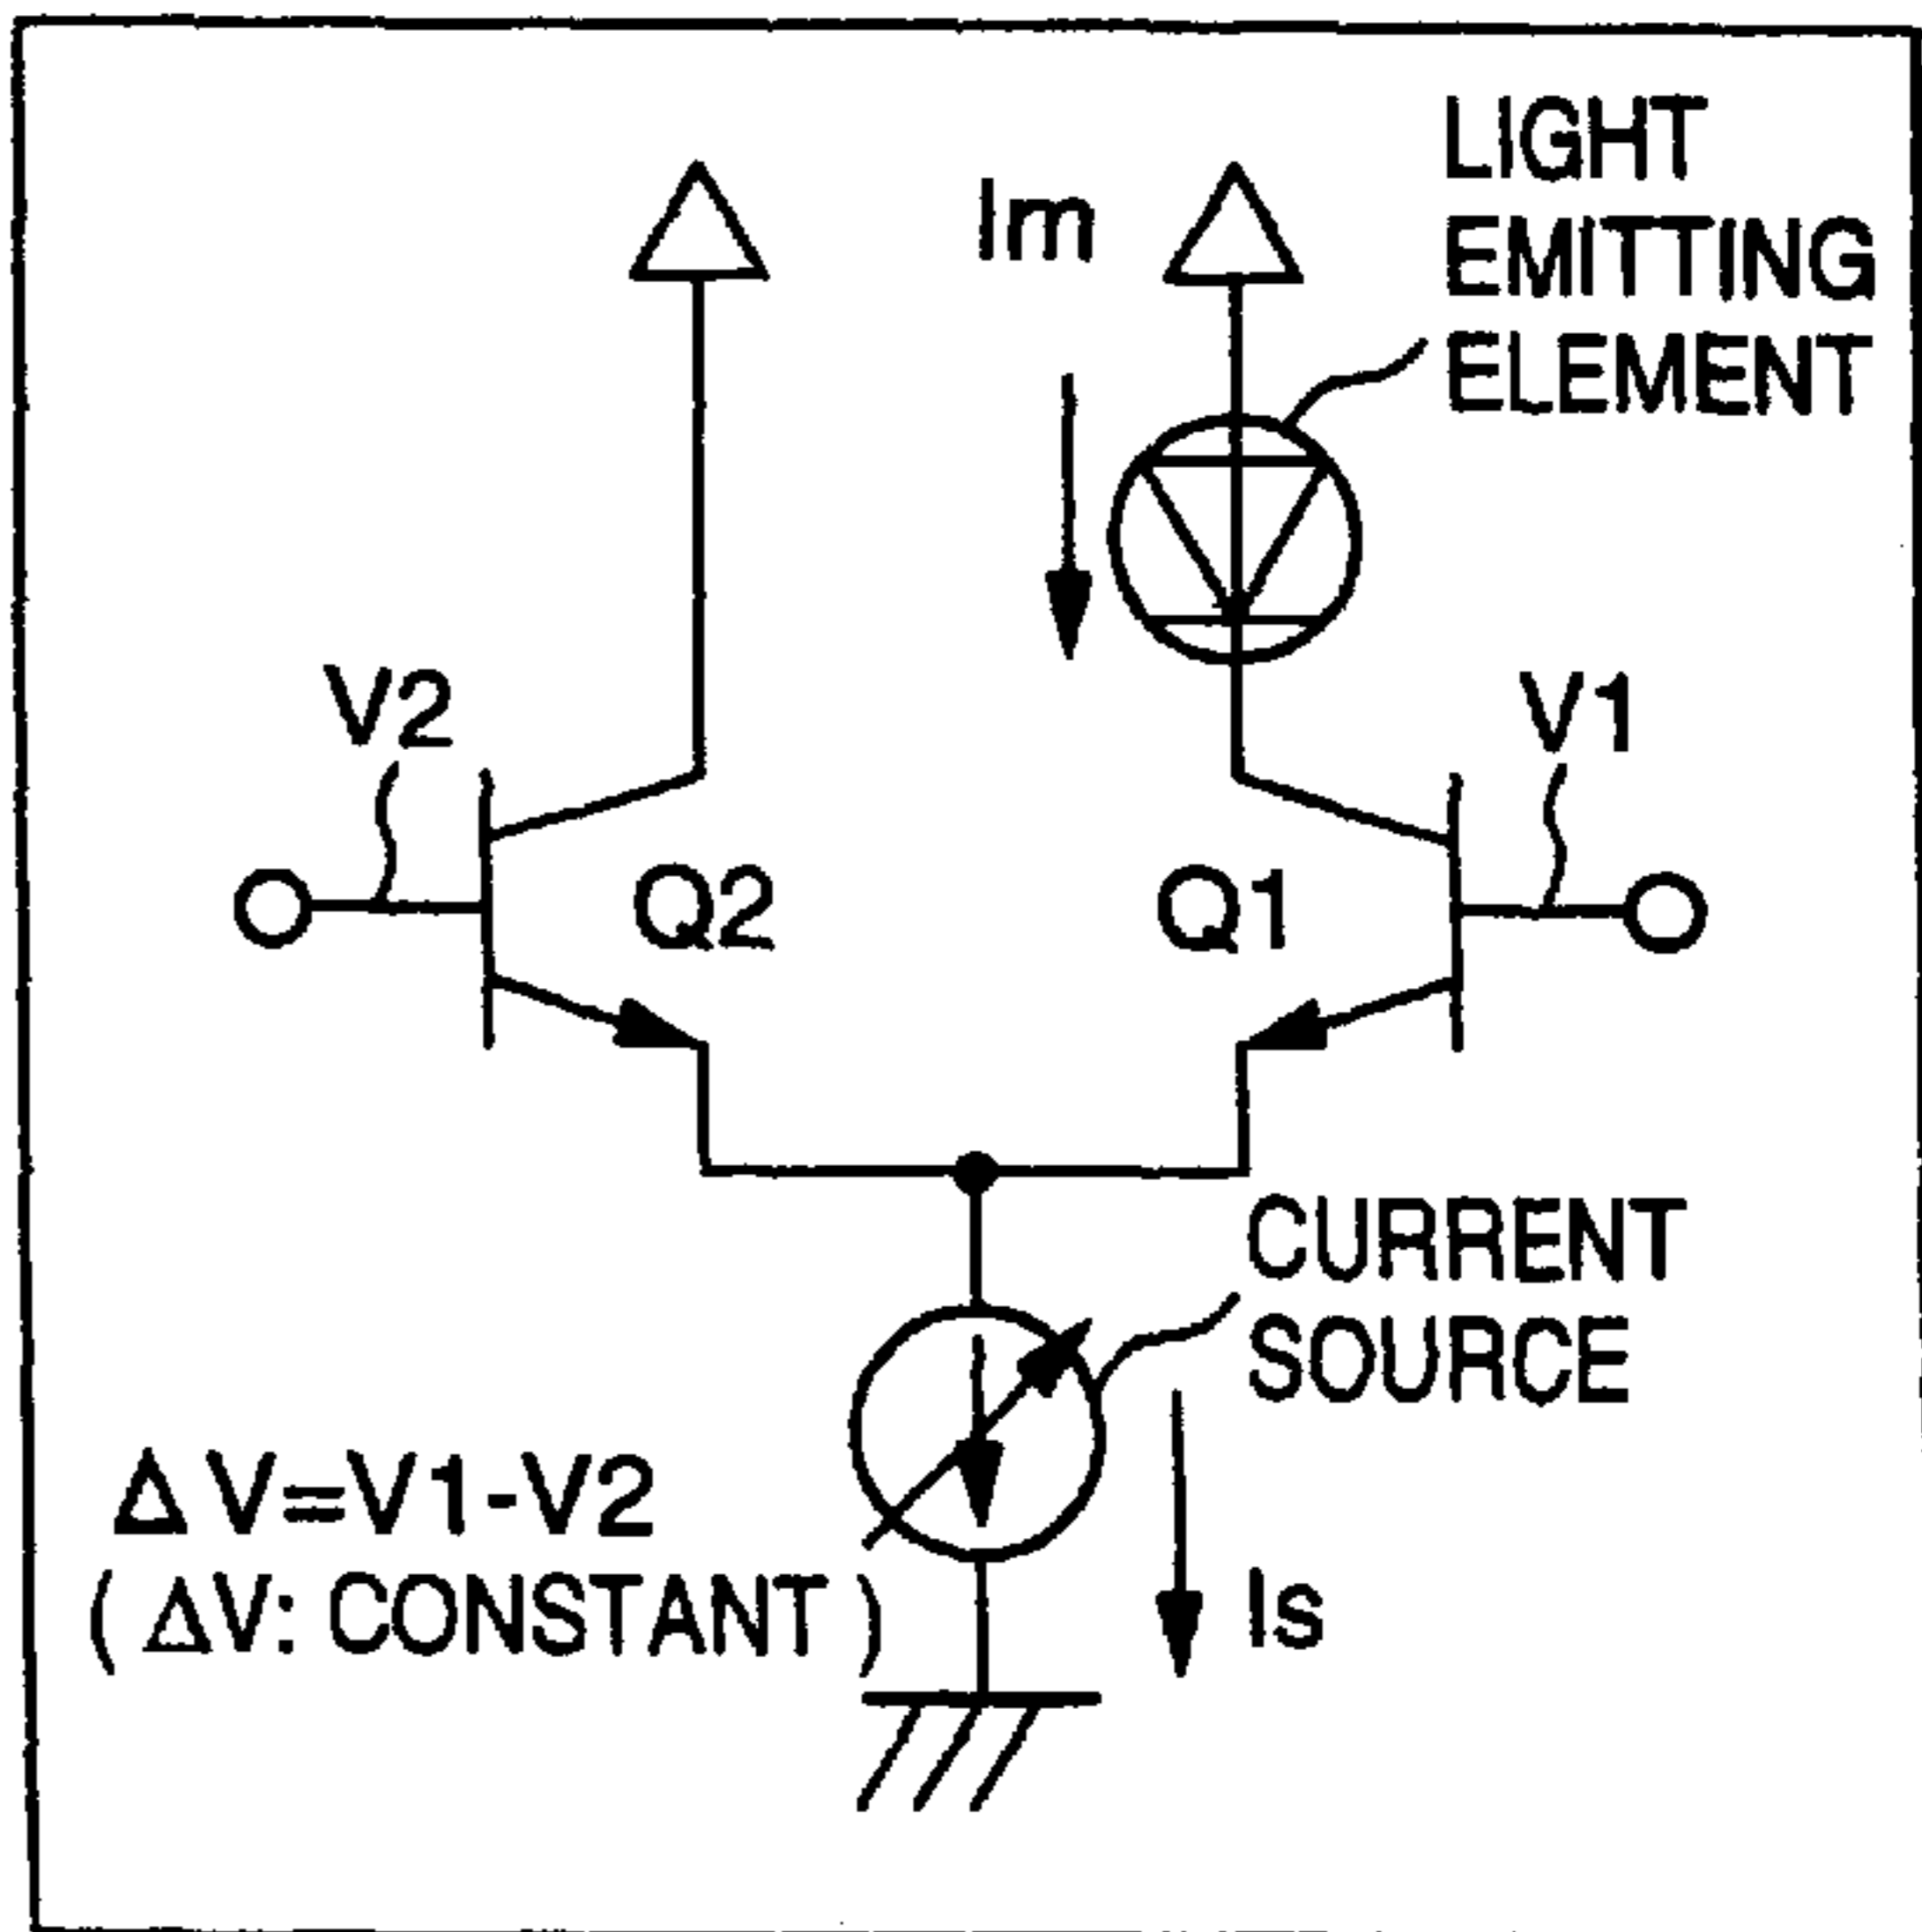 LIGHT
EMITTING
ELEMENT
Im
V2
V1
Q2
Q1
CURRENT
SOURCE
ΔV=V1-V2
(ΔV: CONSTANT)
Is